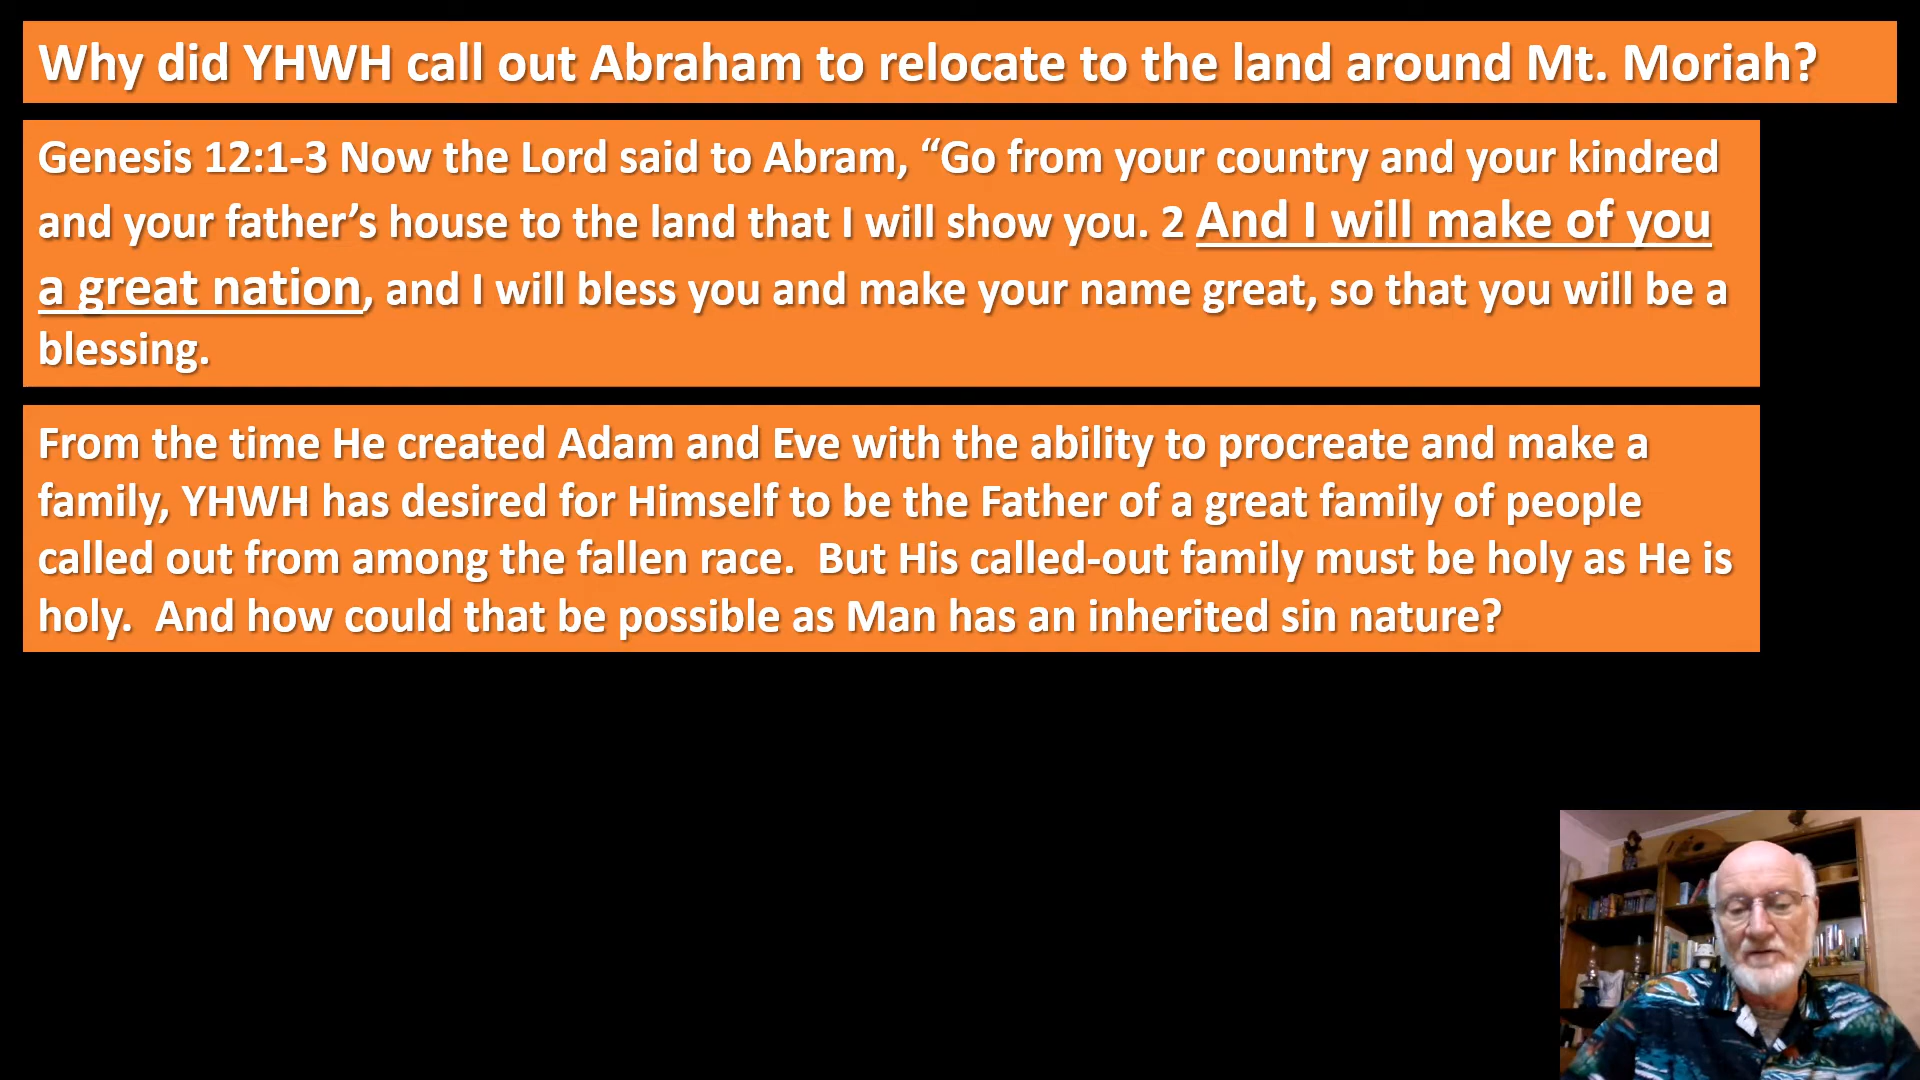 Why did YHWH call out Abraham to relocate to the land around Mt. Moriah?
Genesis 12:1-3 Now the Lord said to Abram, “Go from your country and your kindred
and your father’s house to the land that I will show you. 2 And I will make of you
a great nation, and I will bless you and make your name great, so that you will be a
blessing.
From the time He created Adam and Eve with the ability to procreate and make a
family, YHWH has desired for Himself to be the Father of a great family of people
called out from among the fallen race.  But His called-out family must be holy as He is
holy.  And how could that be possible as Man has an inherited sin nature?